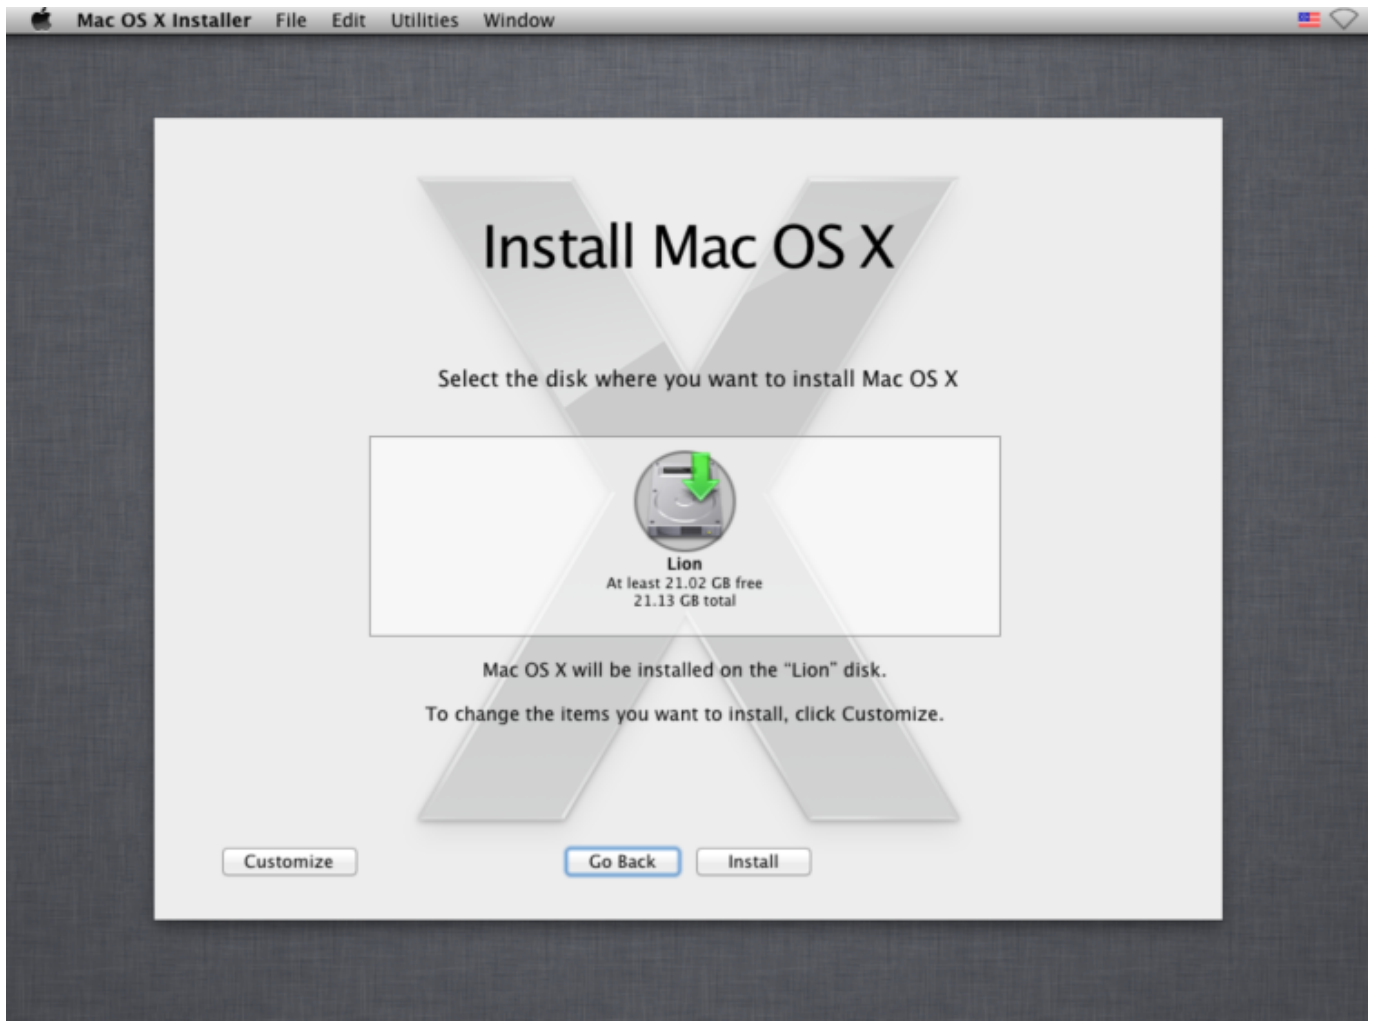 Mac OS X Installer File Edit Utilities Window
Install Mac OS X
Select the disk where you want to install Mac OS X
Lion
At least 21.02 GB free
21.13 GB total
Mac OS X will be installed on the “Lion” disk.
To change the items you want to install, click Customize.
Customize Go Back Install